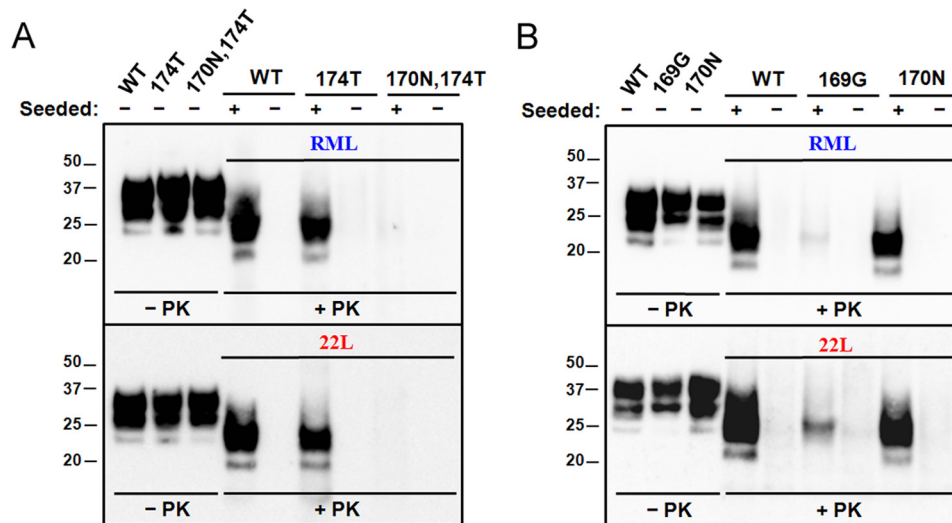 A
WT 174T 170N,174T WT 174T 170N,174T
Seeded: − − − + − + − + −
RML
50
37
25
20
− PK + PK
22L
50
37
25
20
− PK + PK
B
WT 169G 170N WT 169G 170N
Seeded: − − − + − + − + −
RML
50
37
25
20
− PK + PK
22L
50
37
25
20
− PK + PK